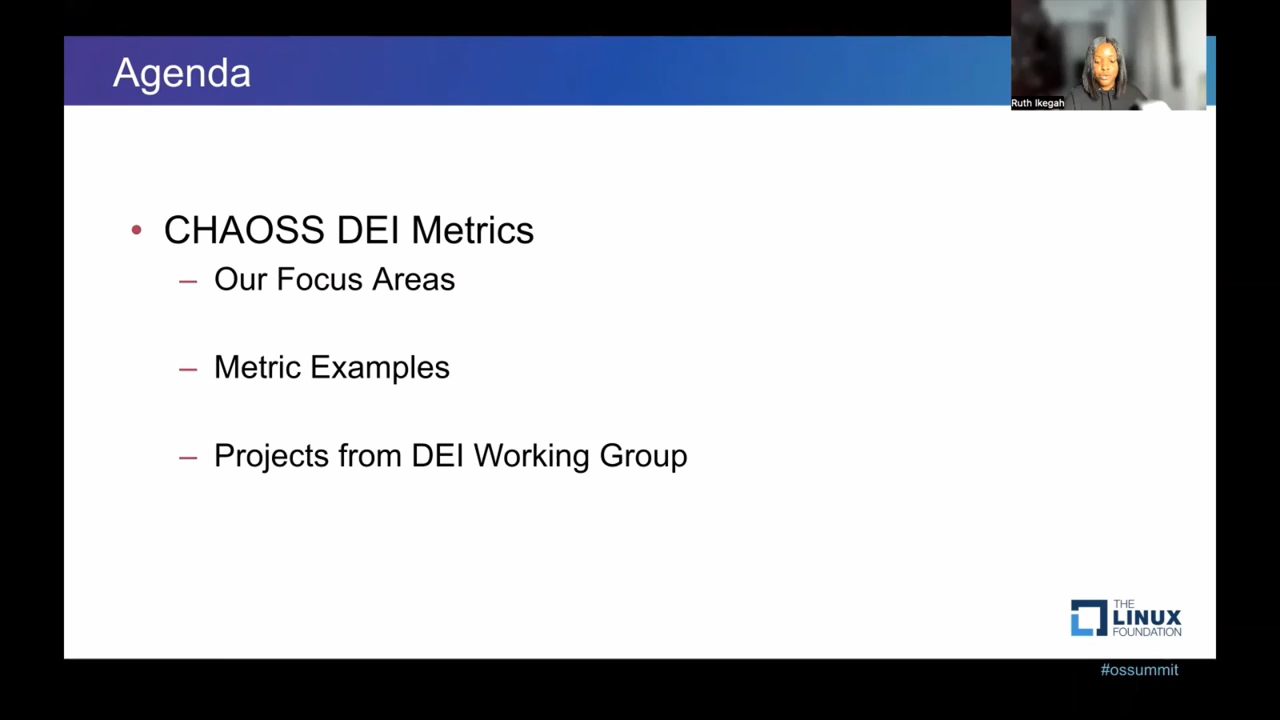 Agenda
Ruth Ikegah
• CHAOSS DEI Metrics
– Our Focus Areas
– Metric Examples
– Projects from DEI Working Group
THE
LINUX
FOUNDATION
#ossummit